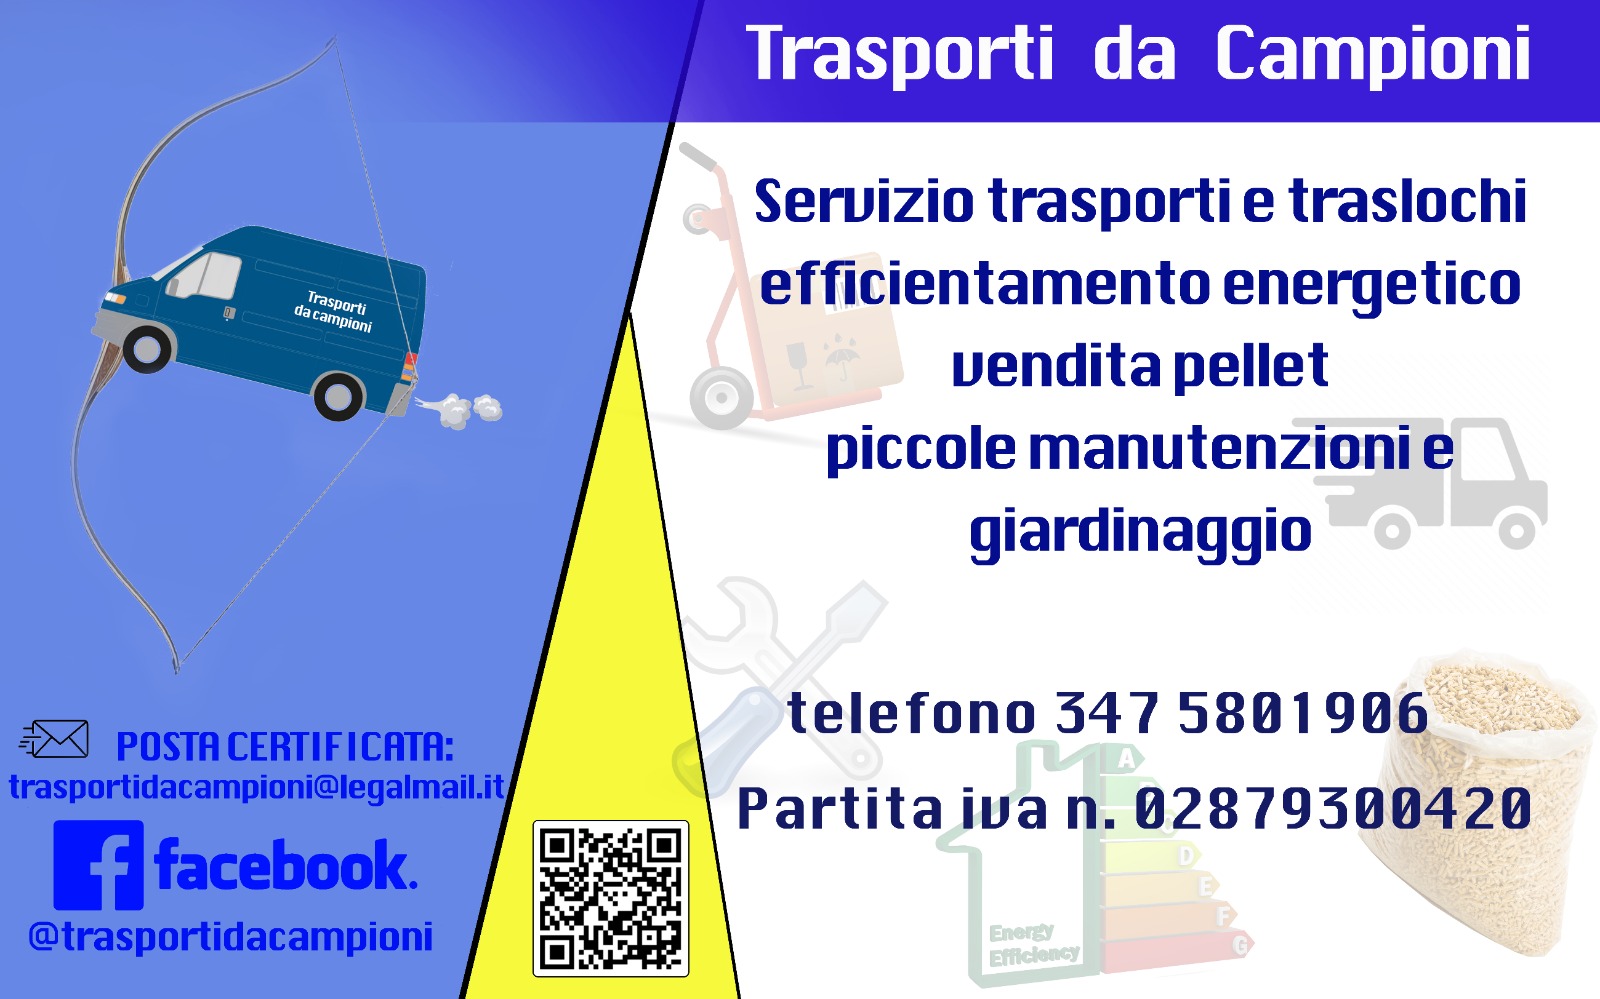 Trasporti da Campioni
Trasporti
da campioni
Servizio trasporti e traslochi
efficientamento energetico
vendita pellet
piccole manutenzioni e
giardinaggio
telefono 347 5801906
Partita iva n. 02879300420
POSTA CERTIFICATA:
trasportidacampioni@legalmail.it
f facebook.
@trasportidacampioni
A
D
E
F
G
Energy
Efficiency